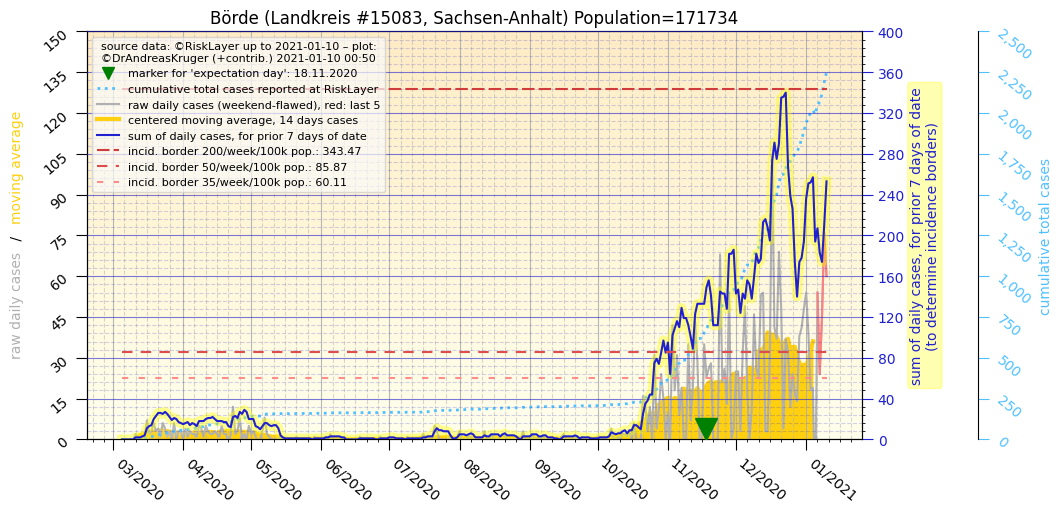 Börde (Landkreis #15083, Sachsen-Anhalt) Population=171734
source data: ©RiskLayer up to 2021-01-10 – plot:
©DrAndreasKruger (+contrib.) 2021-01-10 00:50
marker for 'expectation day': 18.11.2020
cumulative total cases reported at RiskLayer
raw daily cases (weekend-flawed), red: last 5
centered moving average, 14 days cases
sum of daily cases, for prior 7 days of date
incid. border 200/week/100k pop.: 343.47
incid. border 50/week/100k pop.: 85.87
incid. border 35/week/100k pop.: 60.11
raw daily cases / moving average
150
135
120
105
90
75
60
45
30
15
0
03/2020
04/2020
05/2020
06/2020
07/2020
08/2020
09/2020
10/2020
11/2020
12/2020
01/2021
400
360
320
280
240
200
160
120
80
40
0
sum of daily cases, for prior 7 days of date
(to determine incidence borders)
2,500
2,250
2,000
1,750
1,500
1,250
1,000
750
500
250
0
cumulative total cases